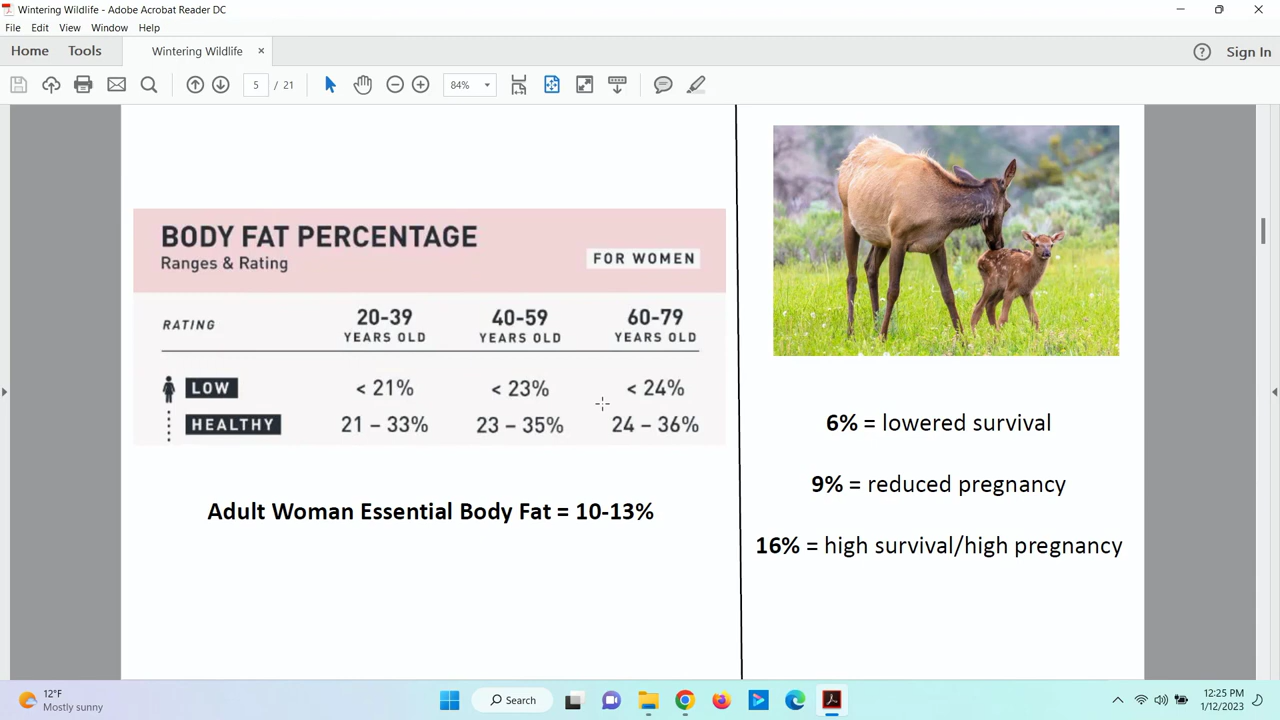 Wintering Wildlife - Adobe Acrobat Reader DC
File Edit View Window Help
Home Tools Wintering Wildlife × Sign In
5 / 21 84%
BODY FAT PERCENTAGE
Ranges & Rating
FOR WOMEN
RATING 20-39 YEARS OLD 40-59 YEARS OLD 60-79 YEARS OLD
LOW < 21% < 23% < 24%
HEALTHY 21 – 33% 23 – 35% 24 – 36%
Adult Woman Essential Body Fat = 10-13%
6% = lowered survival
9% = reduced pregnancy
16% = high survival/high pregnancy
12°F
Mostly sunny
Search
12:25 PM
1/12/2023